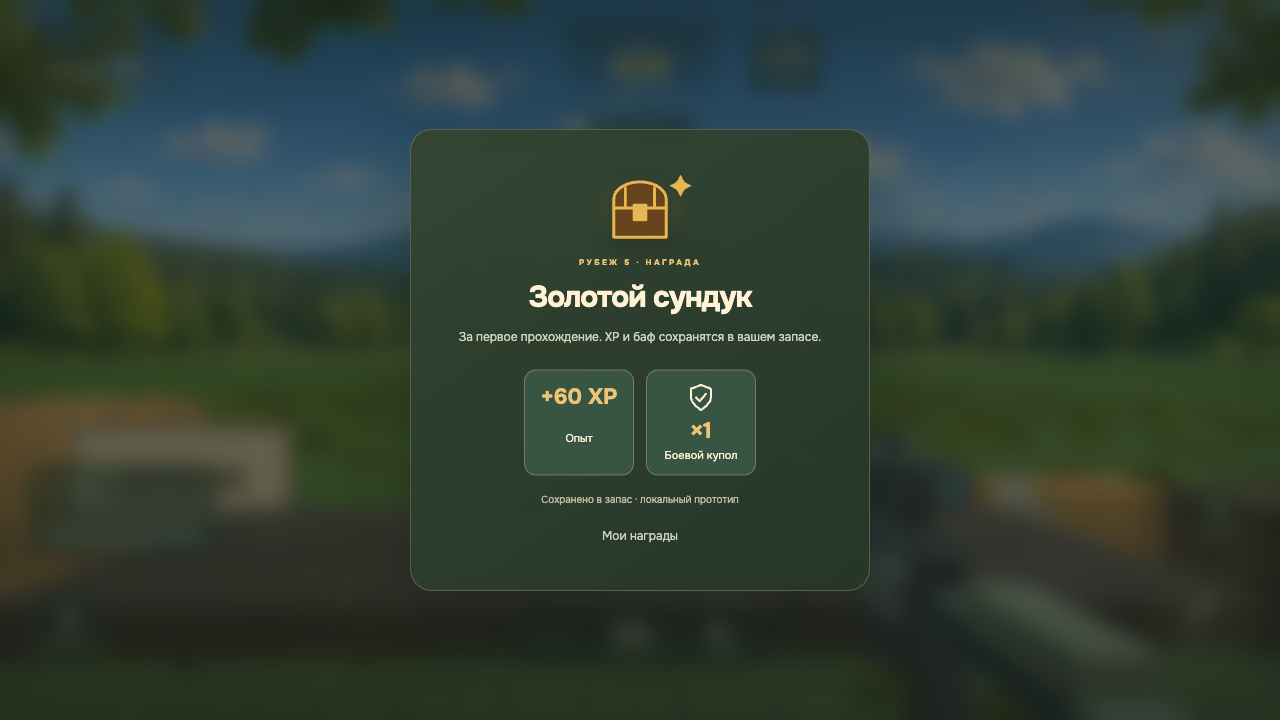 РУБЕЖ 5 · НАГРАДА
Золотой сундук
За первое прохождение. XP и баф сохранятся в вашем запасе.
+60 XP
Опыт
×1
Боевой купол
Сохранено в запас · локальный прототип
Мои награды